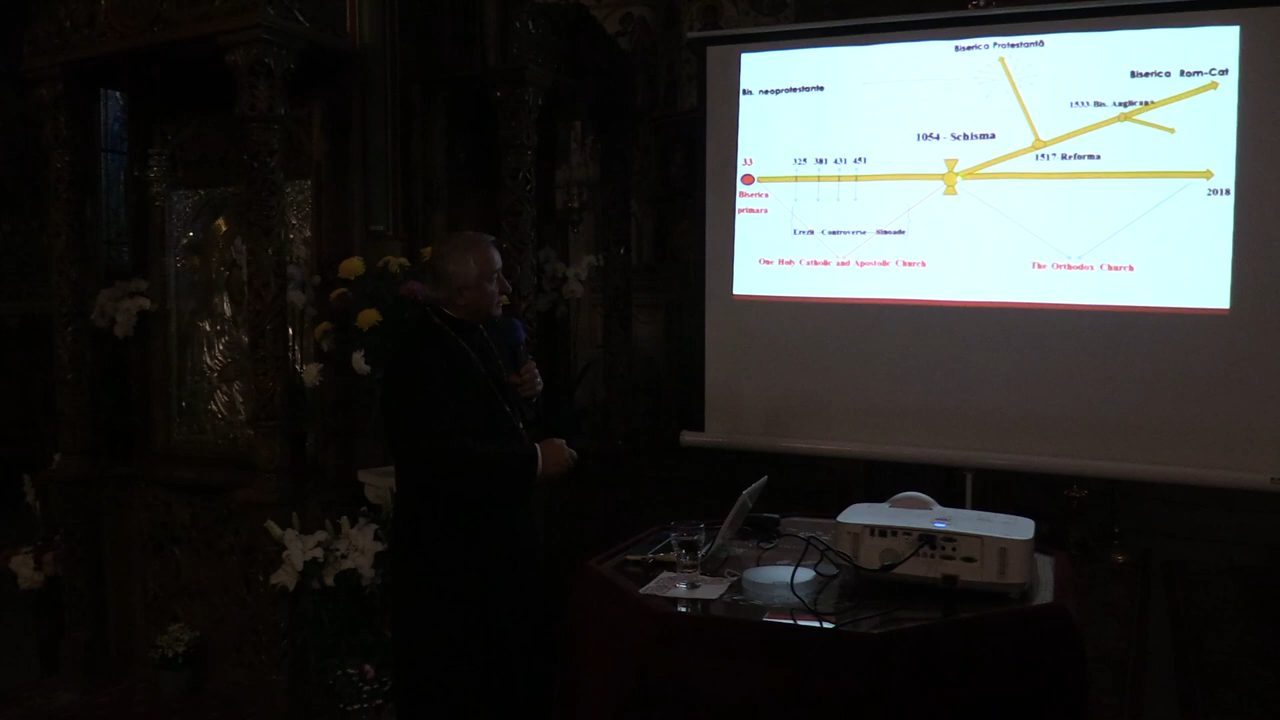 Biserica Protestantă
Biserica Rom-Cat
Bis. neoprotestante
1533 Bis. Anglicana
1054 - Schisma
1517 Reforma
33
325 381 431 451
Biserica
primara
2018
Erezii - Controverse - Sinoade
One Holy Catholic and Apostolic Church
The Orthodox Church